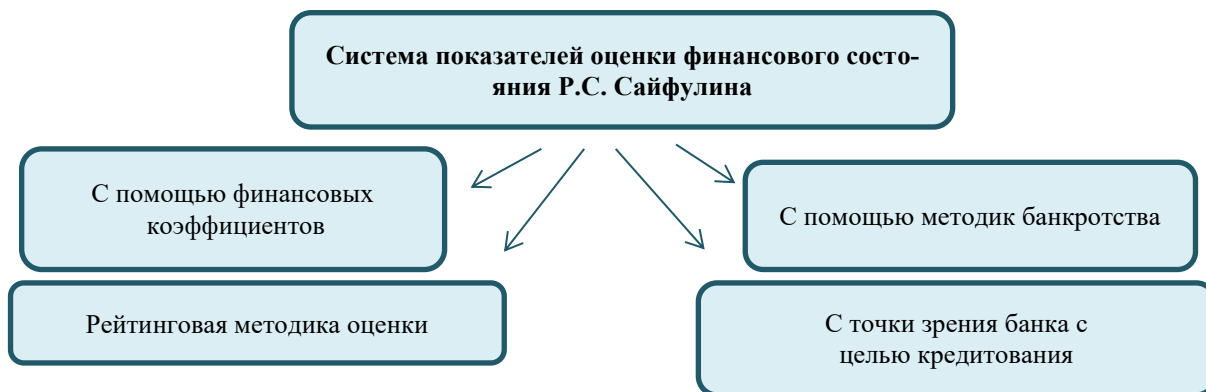 Система показателей оценки финансового состо-
яния Р.С. Сайфулина
С помощью финансовых
коэффициентов
С помощью методик банкротства
Рейтинговая методика оценки
С точки зрения банка с
целью кредитования